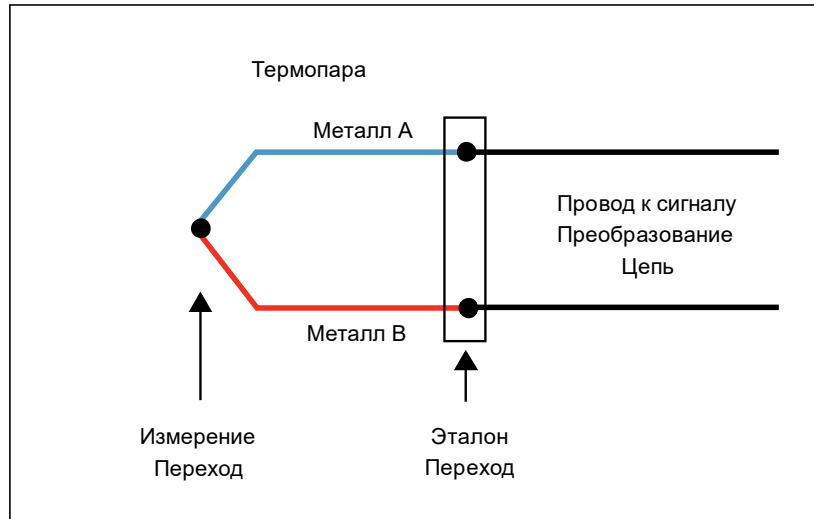 Термопара
Металл A
Провод к сигналу
Преобразование
Цепь
Металл B
Измерение
Переход
Эталон
Переход